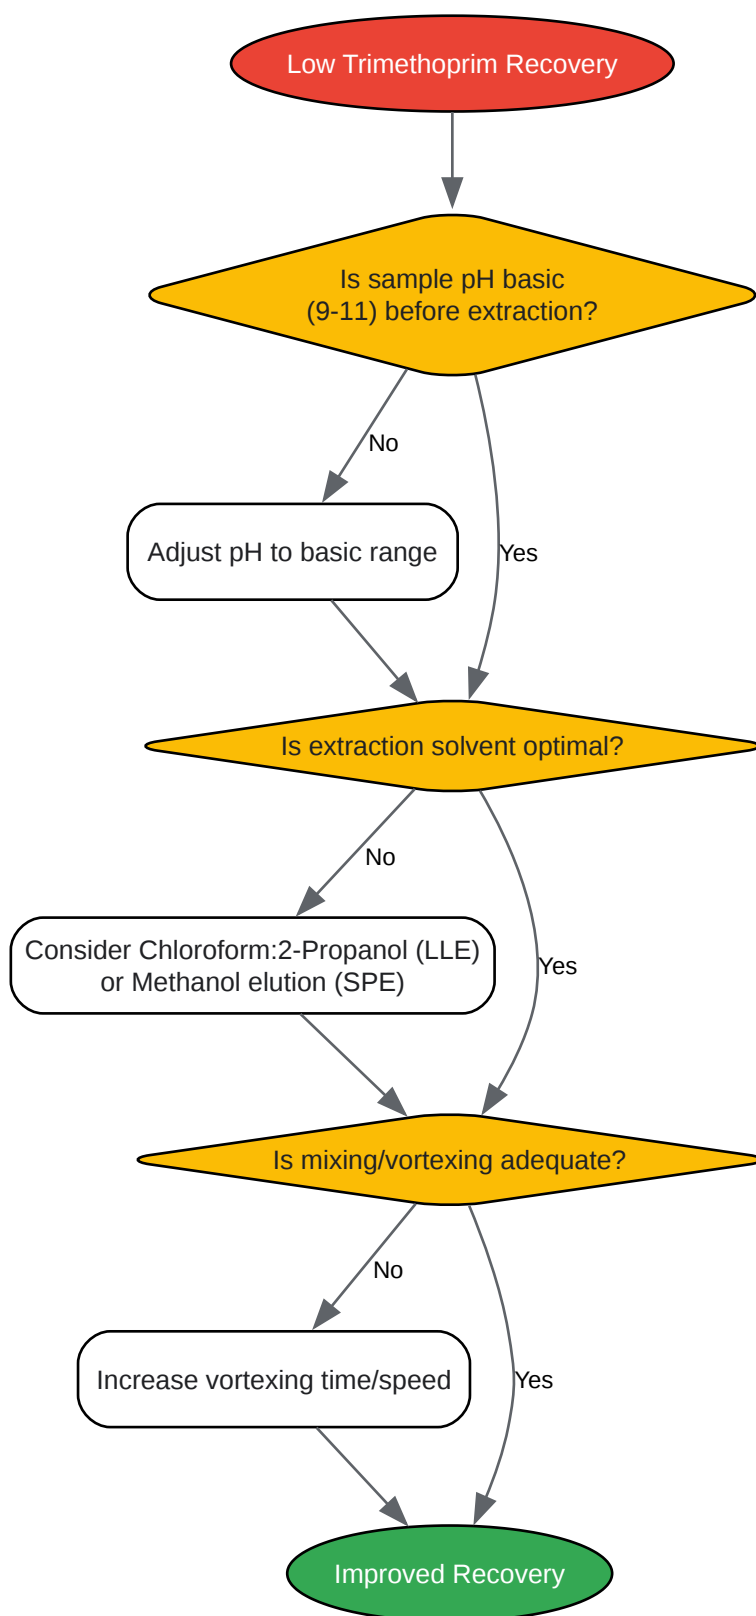 Low Trimethoprim Recovery
Is sample pH basic
(9-11) before extraction?
No
Adjust pH to basic range
Yes
Is extraction solvent optimal?
No
Consider Chloroform:2-Propanol (LLE)
or Methanol elution (SPE)
Yes
Is mixing/vortexing adequate?
No
Increase vortexing time/speed
Yes
Improved Recovery